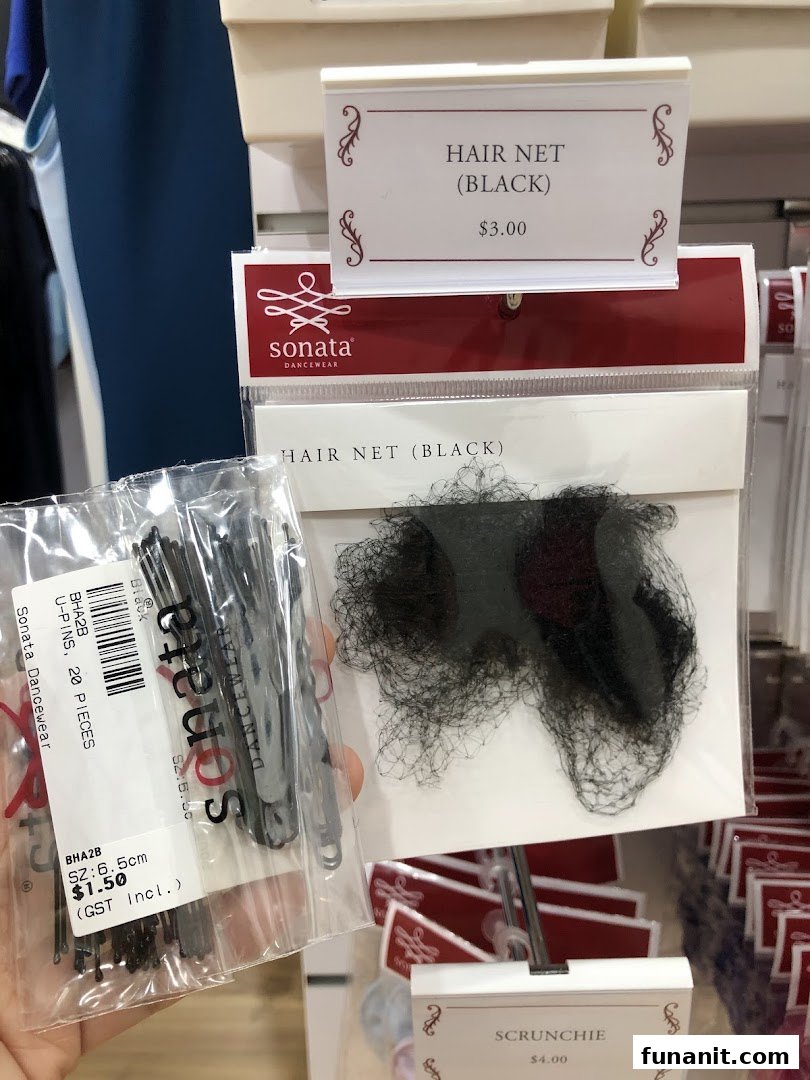 HAIR NET
(BLACK)
$3.00
sonata®
DANCEWEAR
HAIR NET (BLACK)
Black
BHA2B
U-PINS, 20 PIECES
Sonata Dancewear
sonata®
DANCEWEAR
BHA2B
SZ:6.5cm
$1.50
(GST Incl.)
SCRUNCHIE
$4.00
funanit.com